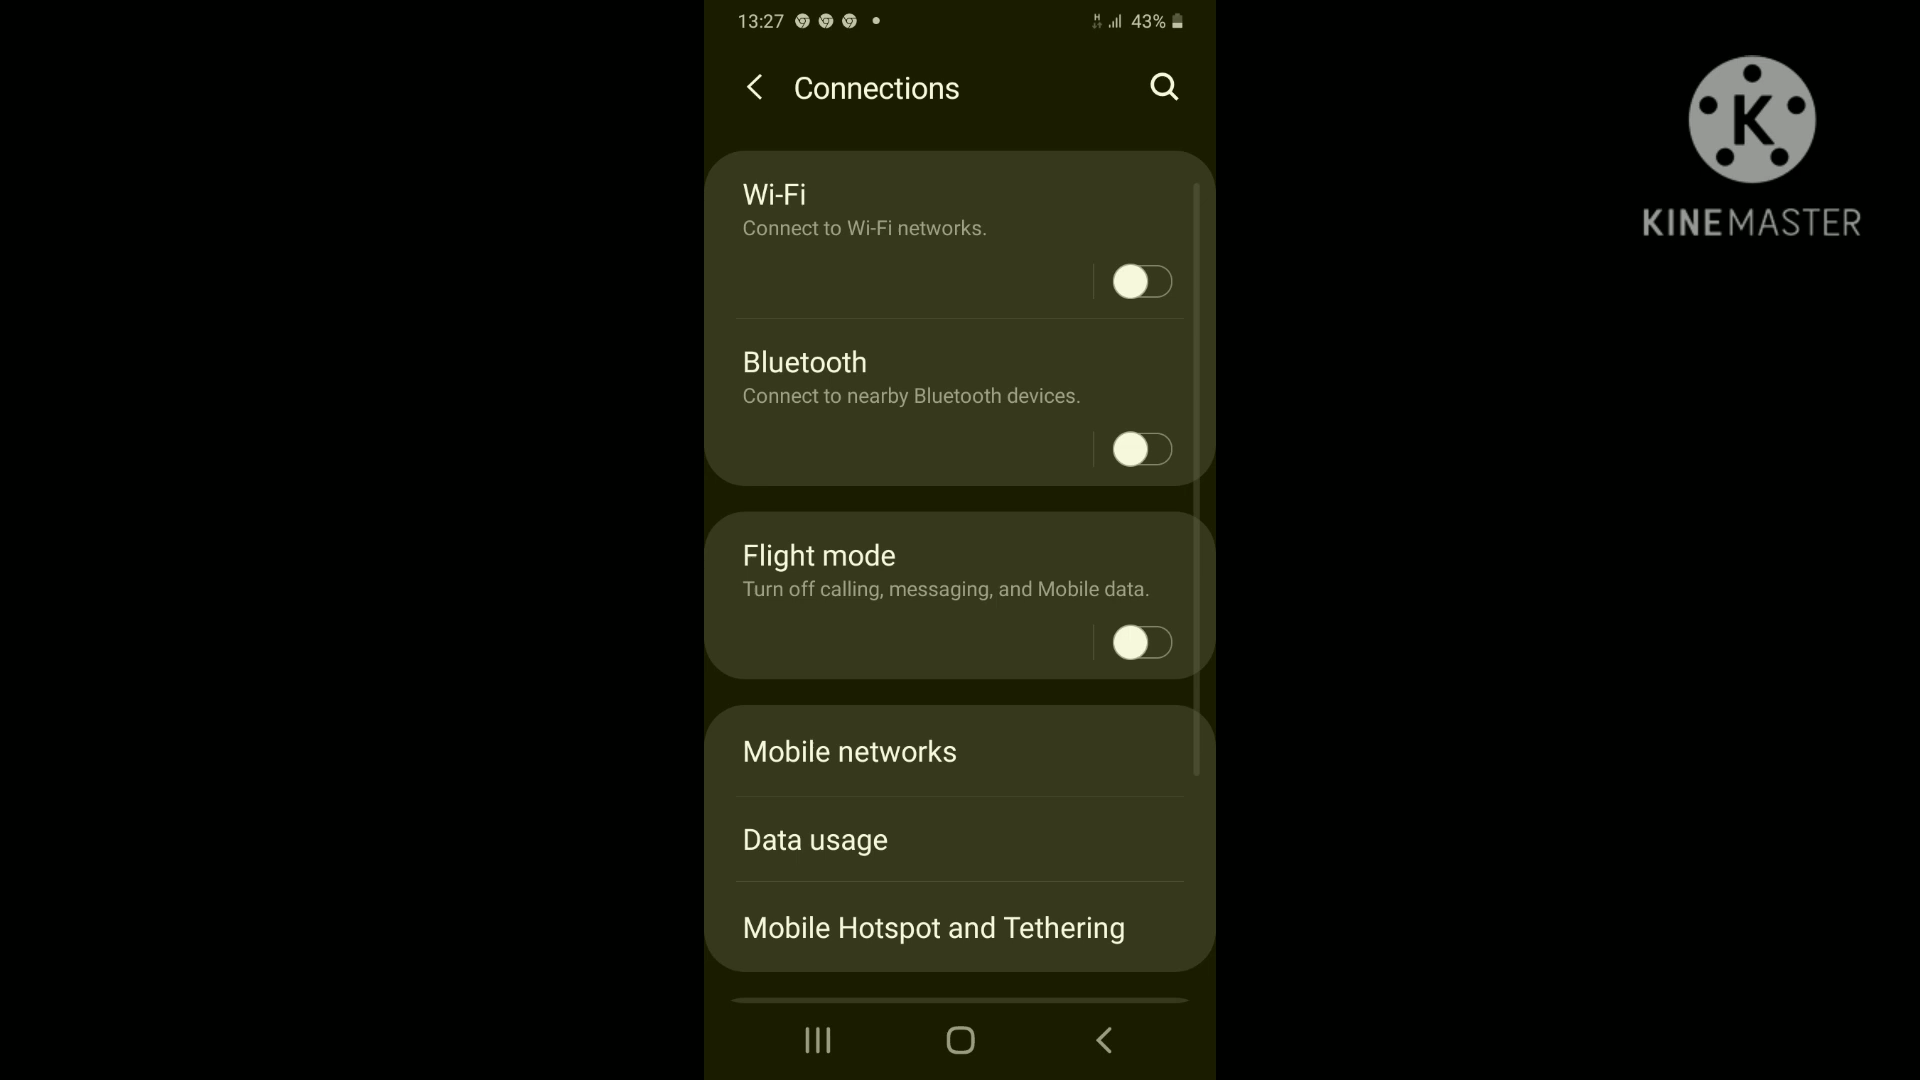 13:27
H 43%
Connections
K
KINEMASTER
Wi-Fi
Connect to Wi-Fi networks.
Bluetooth
Connect to nearby Bluetooth devices.
Flight mode
Turn off calling, messaging, and Mobile data.
Mobile networks
Data usage
Mobile Hotspot and Tethering